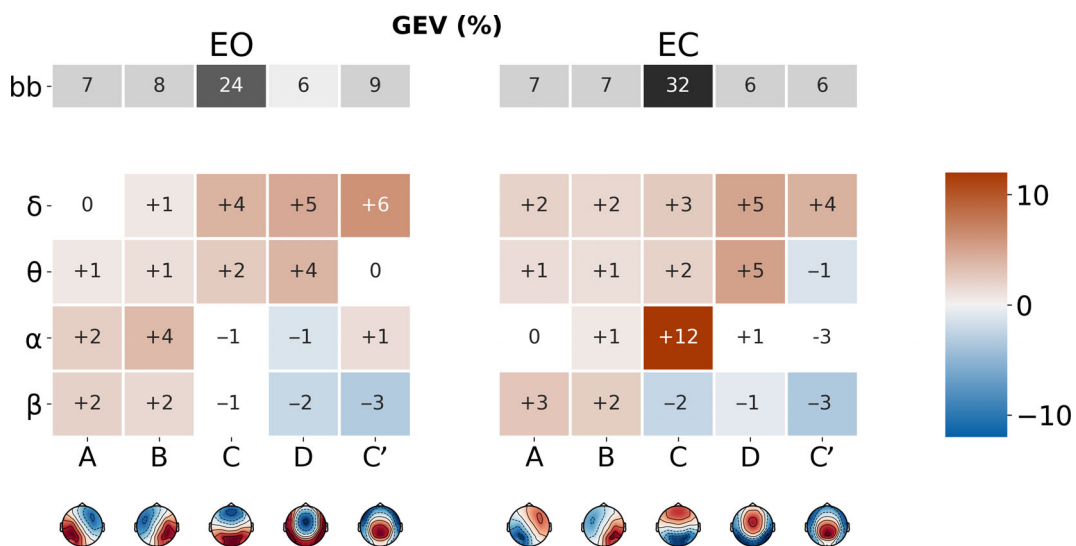 GEV (%)
EO EC
bb 7 8 24 6 9 7 7 32 6 6
δ 0 +1 +4 +5 +6 +2 +2 +3 +5 +4
θ +1 +1 +2 +4 0 +1 +1 +2 +5 −1
α +2 +4 −1 −1 +1 0 +1 +12 +1 -3
β +2 +2 −1 −2 −3 +3 +2 −2 −1 −3
A B C D C’ A B C D C’
10
0
−10